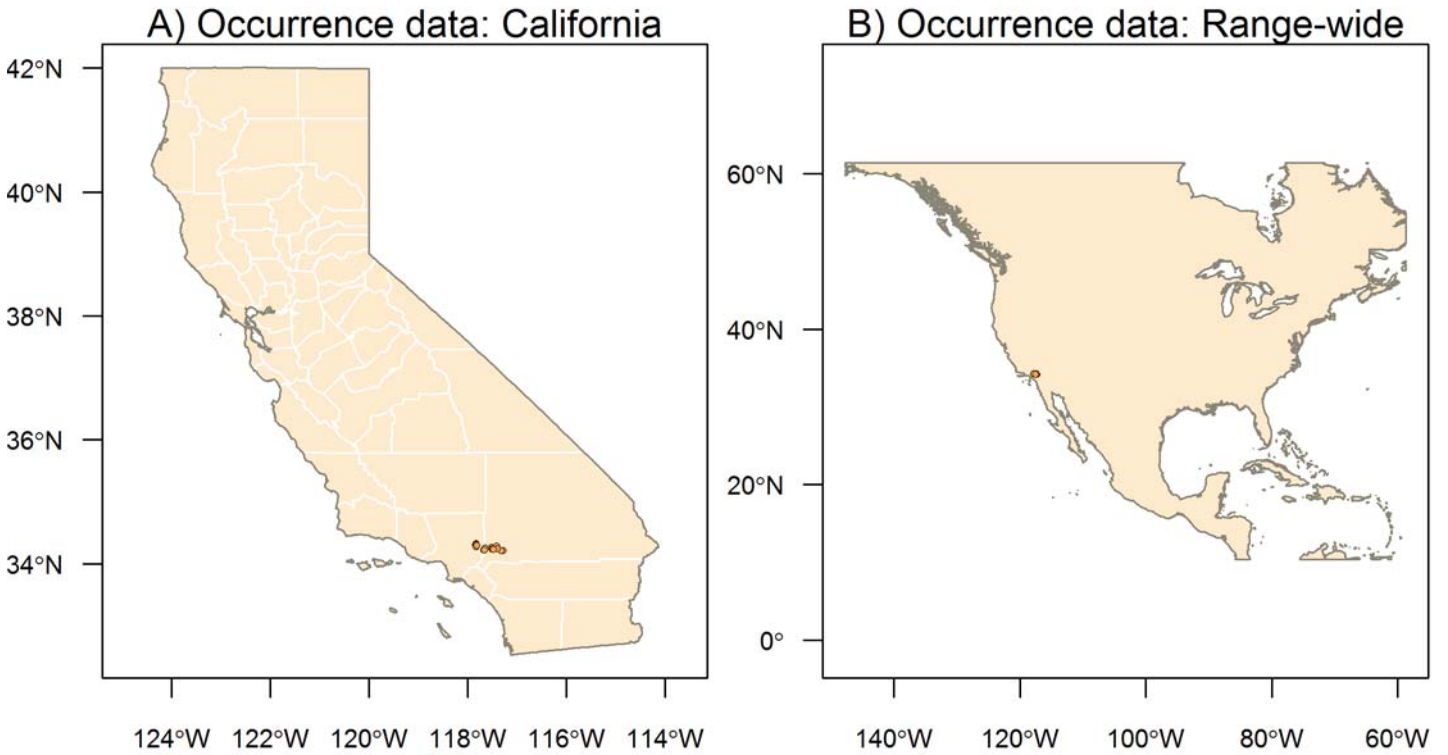 A) Occurrence data: California
42°N
40°N
38°N
36°N
34°N
124°W 122°W 120°W 118°W 116°W 114°W
B) Occurrence data: Range-wide
60°N
40°N
20°N
0°
140°W 120°W 100°W 80°W 60°W